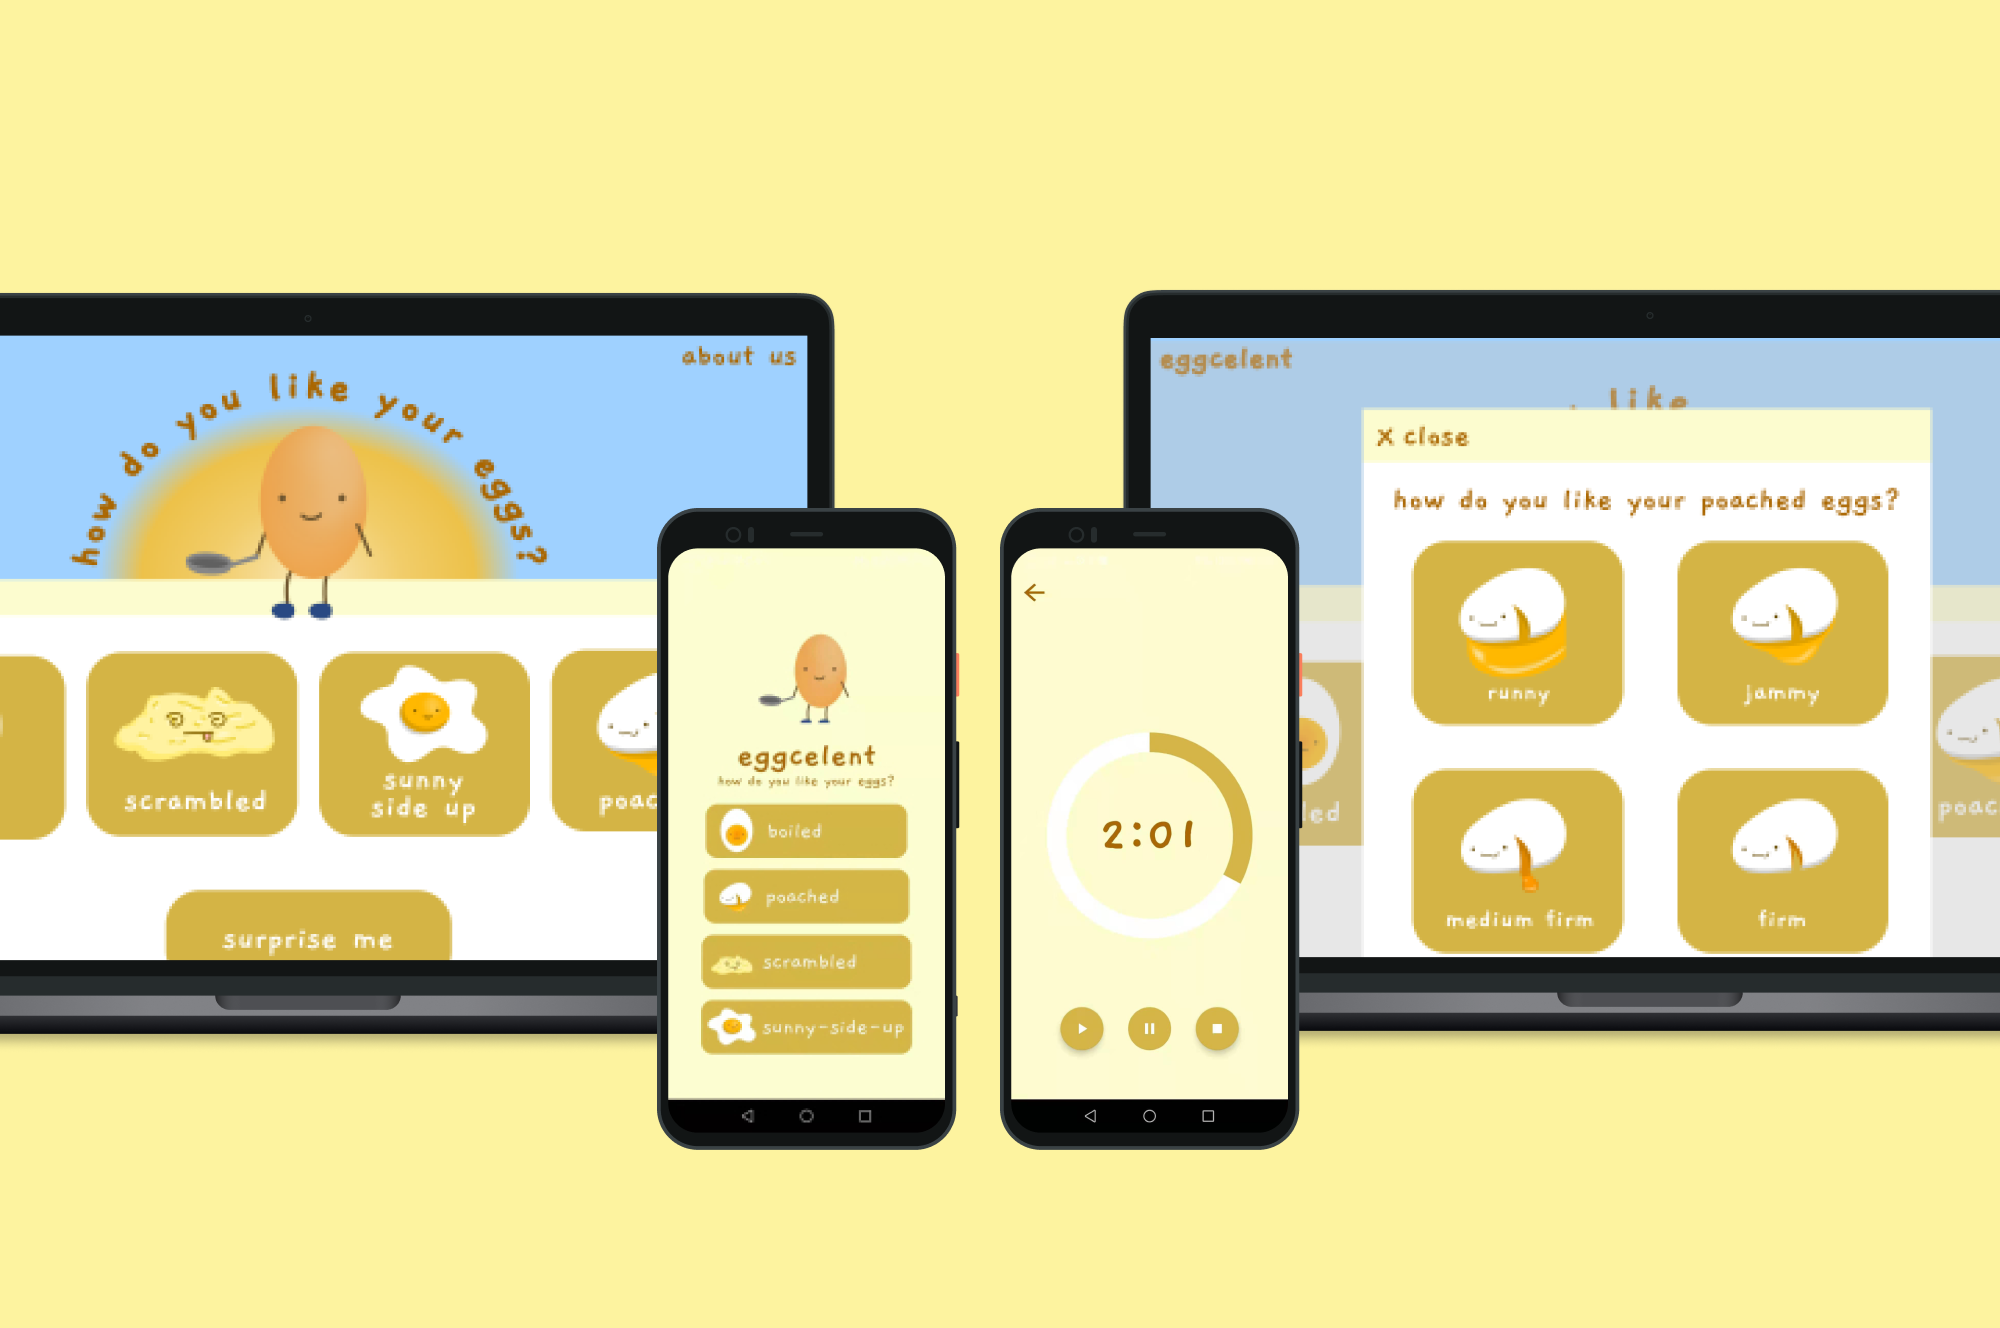 about us
how do you like your eggs?
scrambled
sunny
side up
poac
surprise me
eggcelent
how do you like your eggs?
boiled
poached
scrambled
sunny-side-up
2:01
eggcelent
like
X close
how do you like your poached eggs?
runny
jammy
medium firm
firm
led
poac